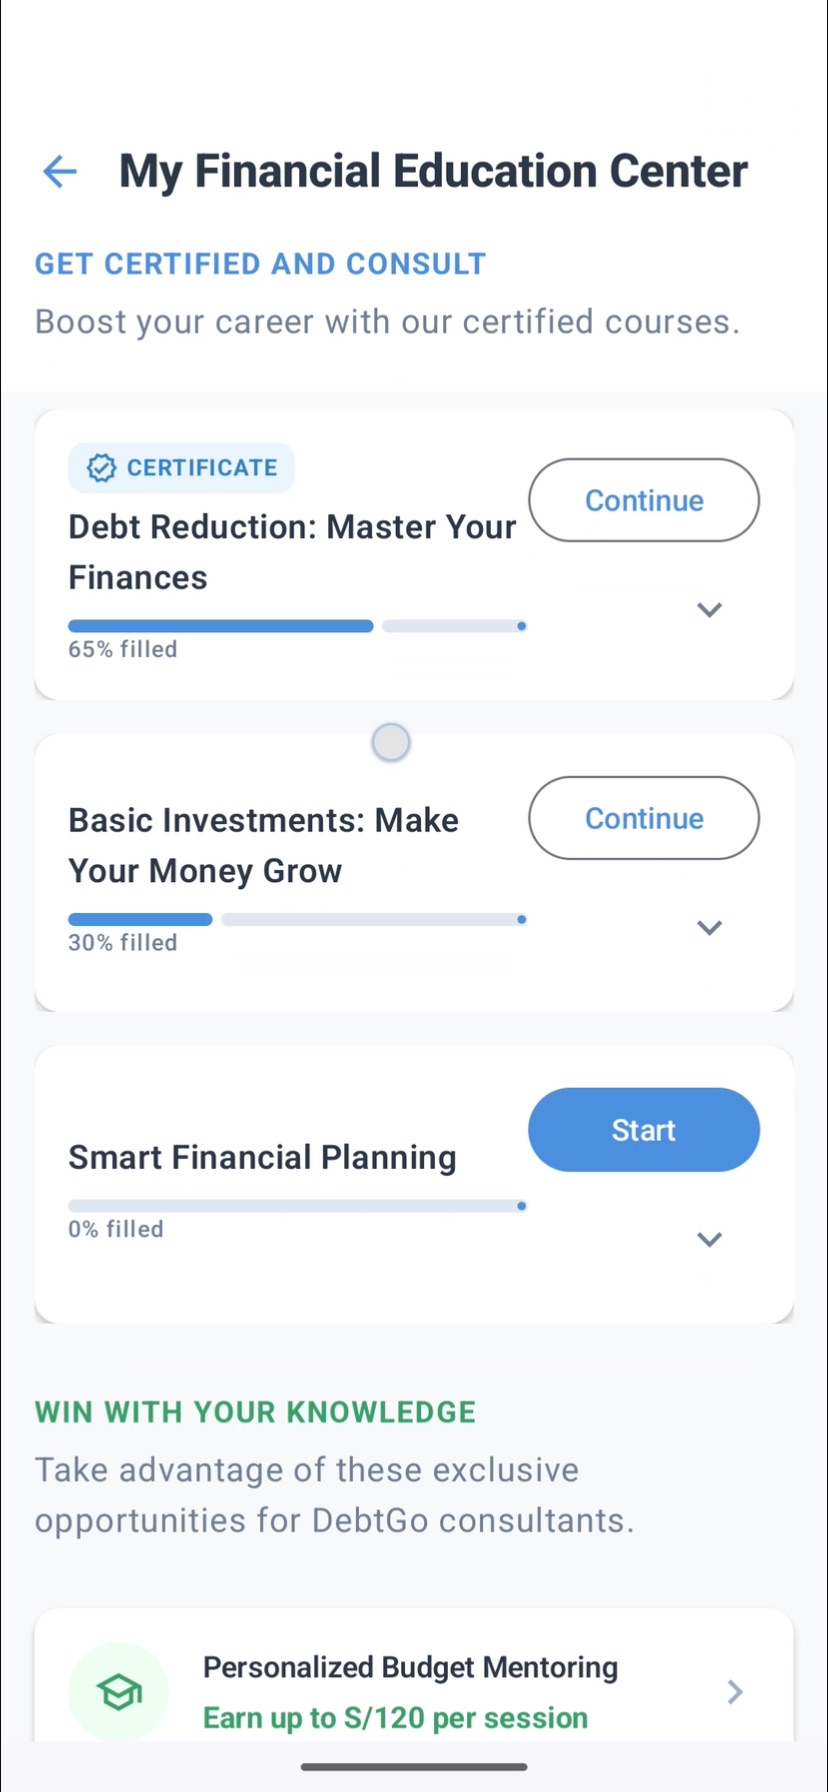 My Financial Education Center
GET CERTIFIED AND CONSULT
Boost your career with our certified courses.
CERTIFICATE
Debt Reduction: Master Your
Finances
Continue
65% filled
Basic Investments: Make
Your Money Grow
Continue
30% filled
Smart Financial Planning
Start
0% filled
WIN WITH YOUR KNOWLEDGE
Take advantage of these exclusive
opportunities for DebtGo consultants.
Personalized Budget Mentoring
Earn up to S/120 per session